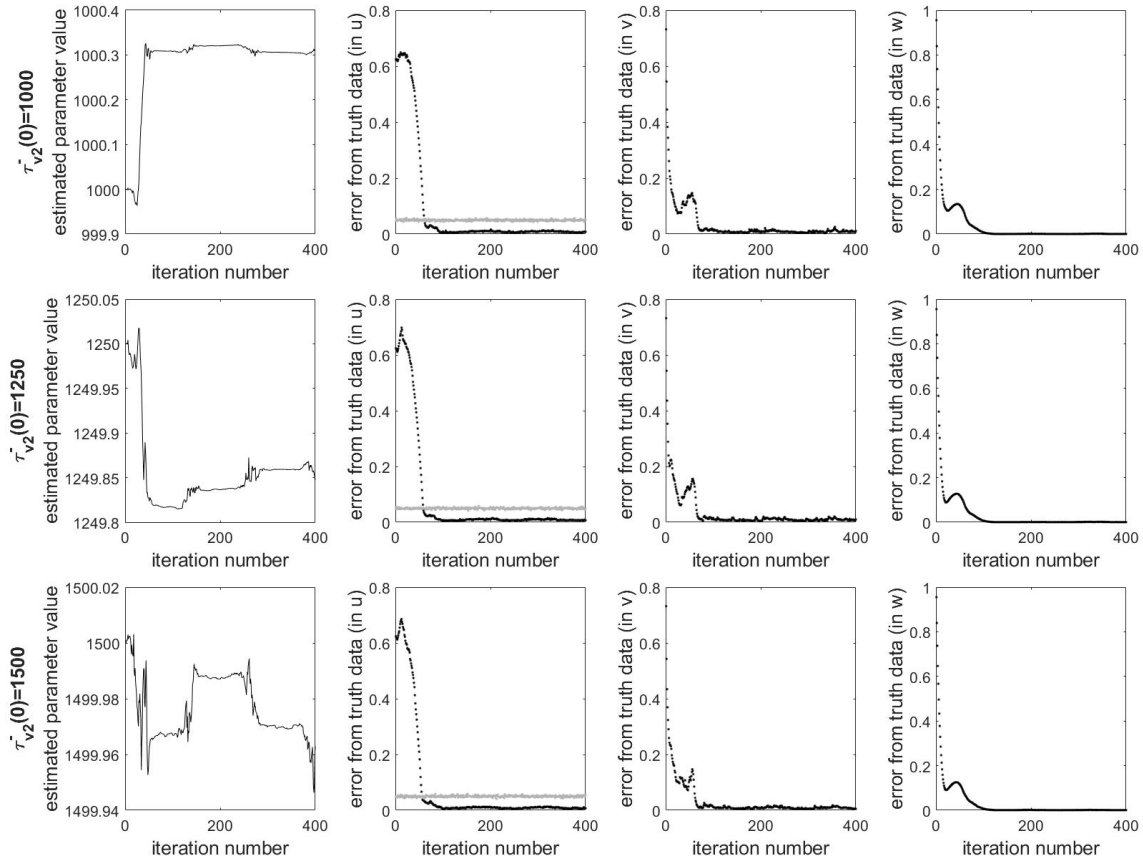 τ⁻v2(0)=1000
estimated parameter value
1000.4
1000.3
1000.2
1000.1
1000
999.9
0 200 400
iteration number
error from truth data (in u)
0.8
0.6
0.4
0.2
0
0 200 400
iteration number
error from truth data (in v)
0.8
0.6
0.4
0.2
0
0 200 400
iteration number
error from truth data (in w)
1
0.8
0.6
0.4
0.2
0
0 200 400
iteration number
τ⁻v2(0)=1250
estimated parameter value
1250.05
1250
1249.95
1249.9
1249.85
1249.8
0 200 400
iteration number
error from truth data (in u)
0.8
0.6
0.4
0.2
0
0 200 400
iteration number
error from truth data (in v)
0.8
0.6
0.4
0.2
0
0 200 400
iteration number
error from truth data (in w)
1
0.8
0.6
0.4
0.2
0
0 200 400
iteration number
τ⁻v2(0)=1500
estimated parameter value
1500.02
1500
1499.98
1499.96
1499.94
0 200 400
iteration number
error from truth data (in u)
0.8
0.6
0.4
0.2
0
0 200 400
iteration number
error from truth data (in v)
0.8
0.6
0.4
0.2
0
0 200 400
iteration number
error from truth data (in w)
1
0.8
0.6
0.4
0.2
0
0 200 400
iteration number